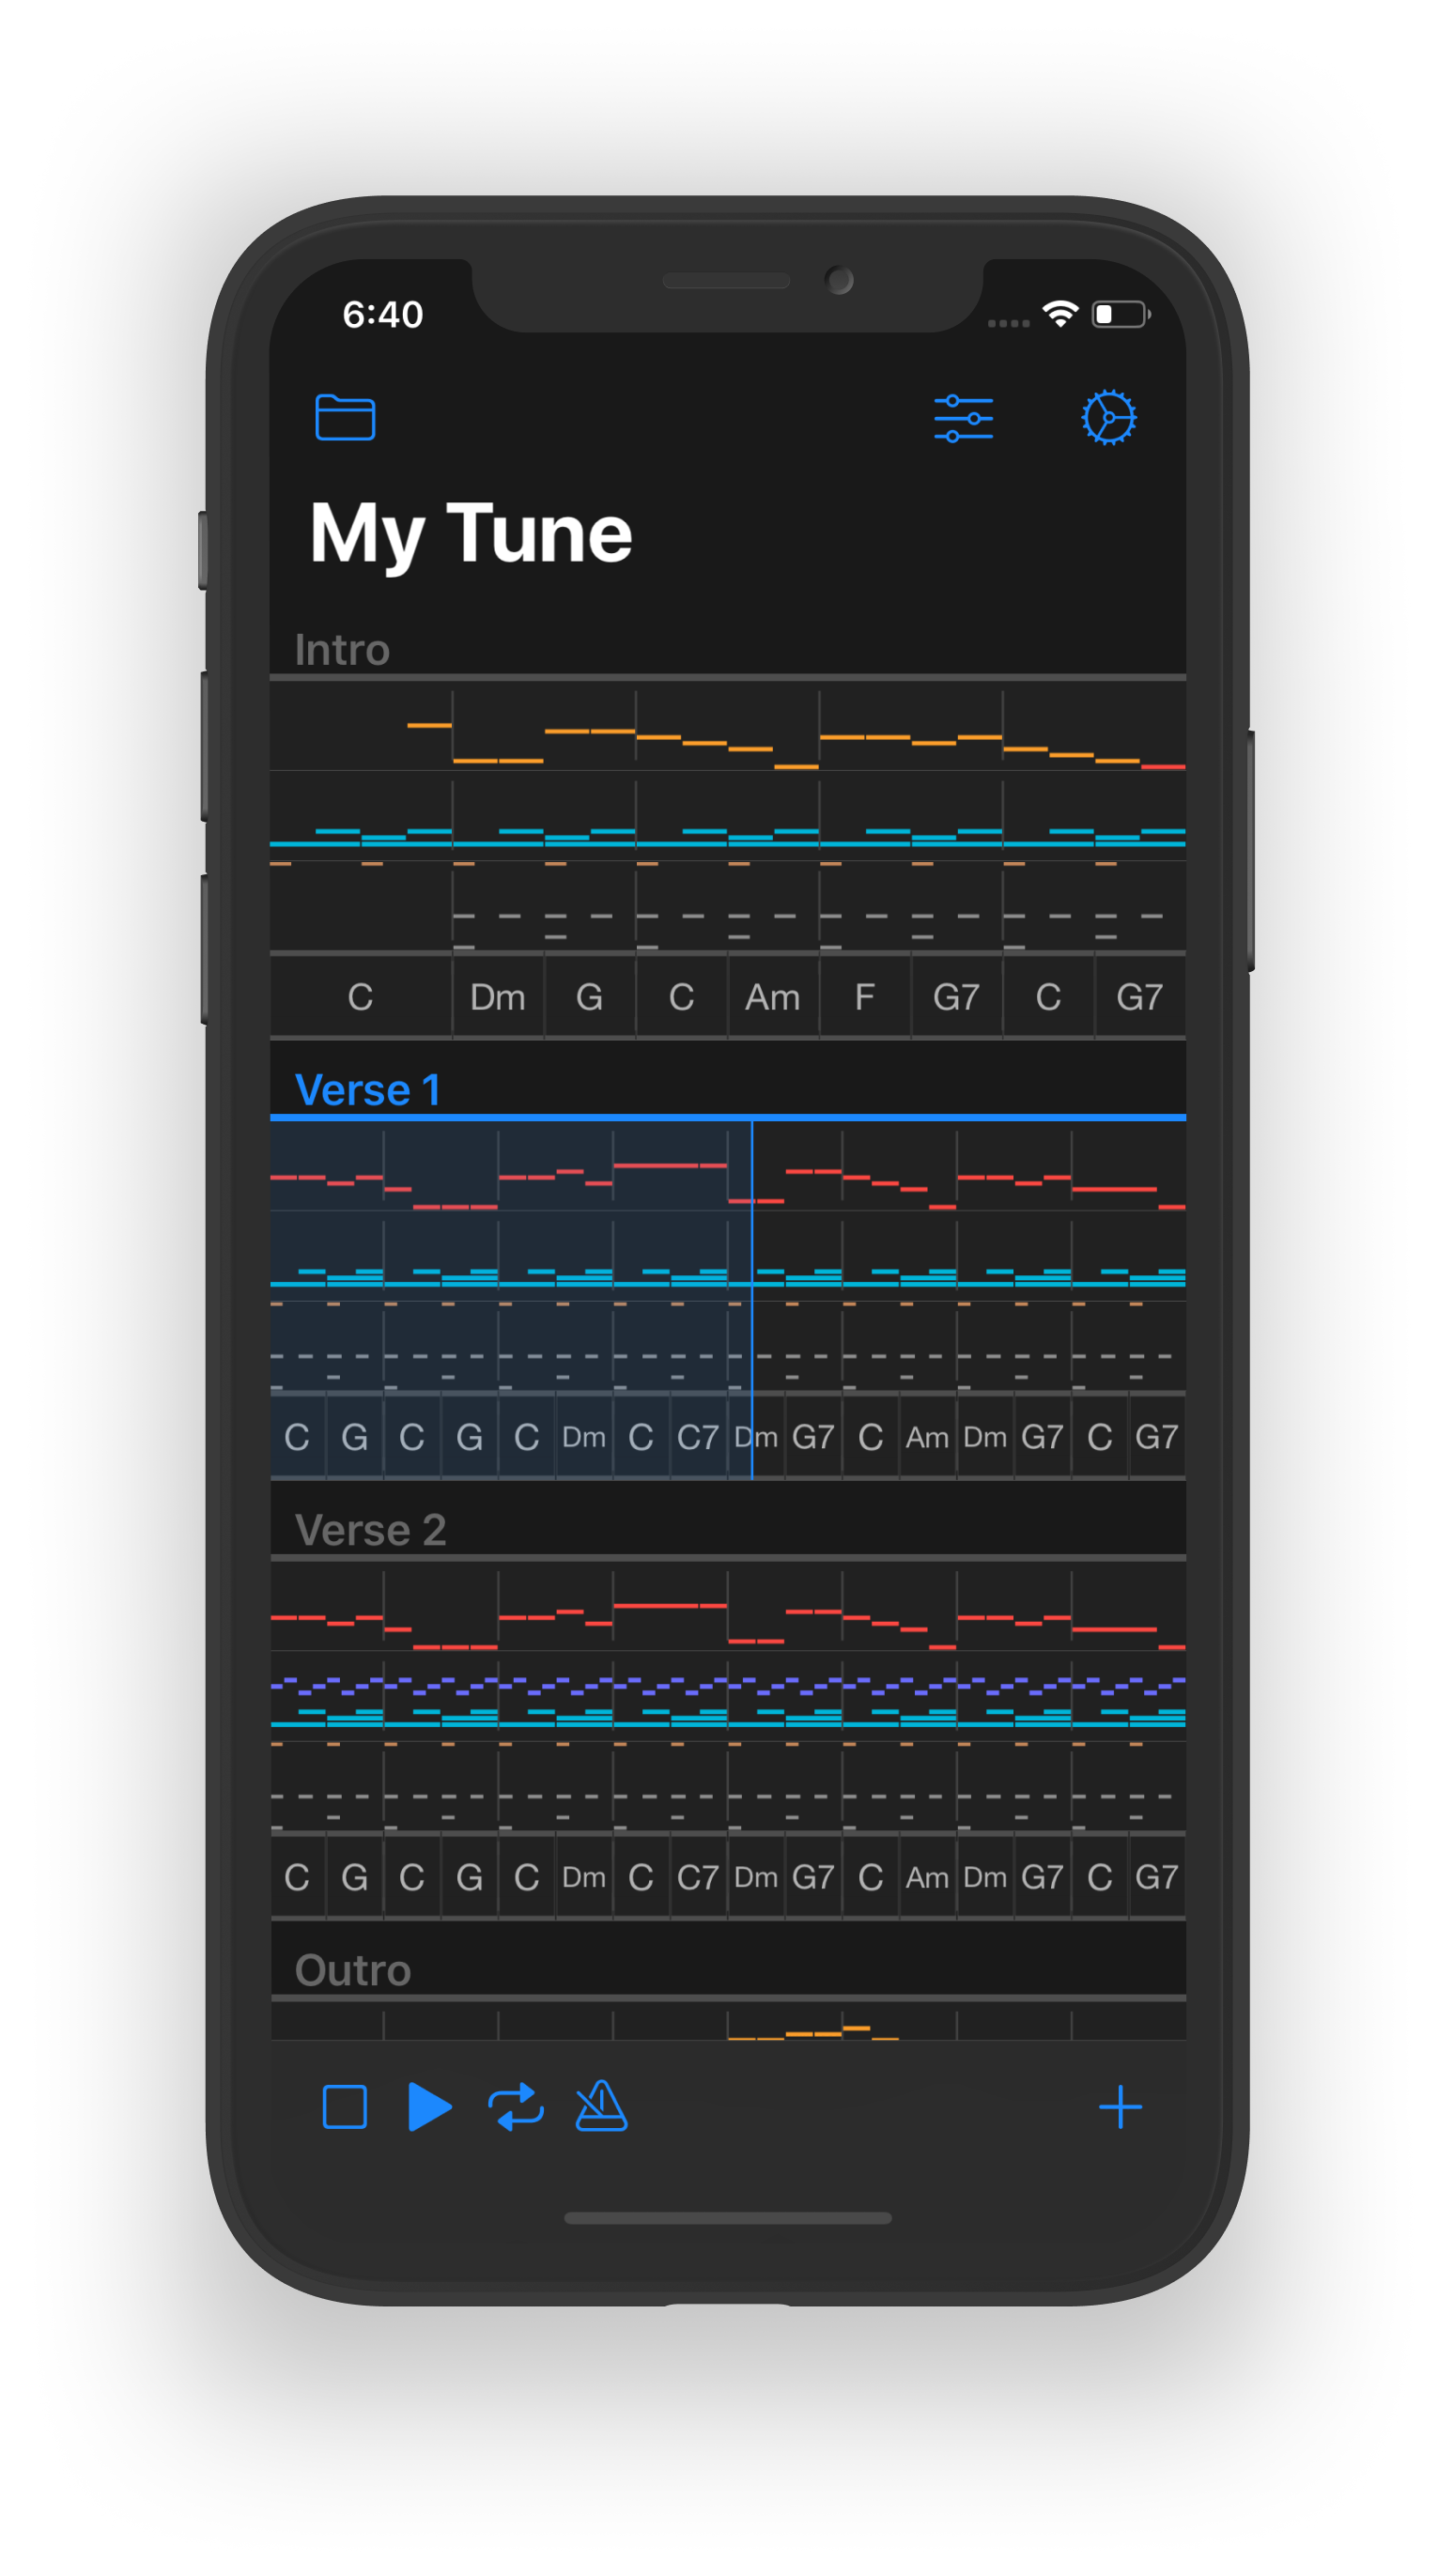 6:40
My Tune
Intro
C Dm G C Am F G7 C G7
Verse 1
C G C G C Dm C C7 Dm G7 C Am Dm G7 C G7
Verse 2
C G C G C Dm C C7 Dm G7 C Am Dm G7 C G7
Outro